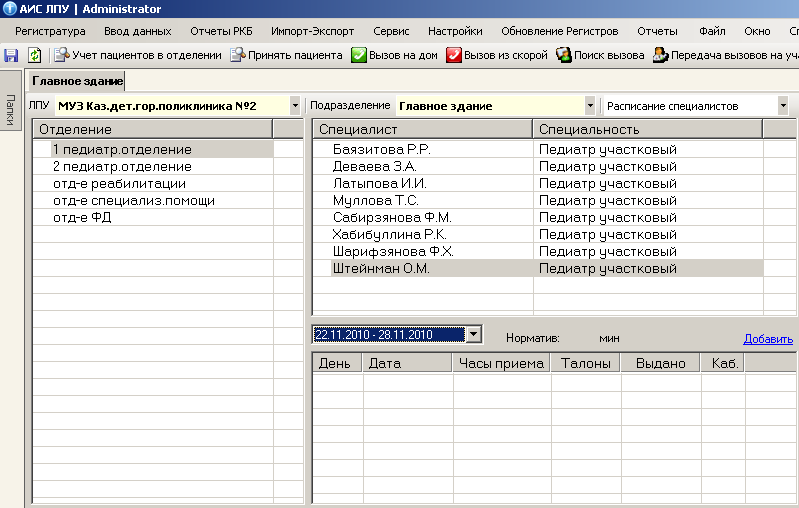 АИС ЛПУ | Administrator
Регистратура Ввод данных Отчеты РКБ Импорт-Экспорт Сервис Настройки Обновление Регистров Отчеты Файл Окно
Учет пациентов в отделении Принять пациента Вызов на дом Вызов из скорой Поиск вызова Передача вызовов на уч
Папки
Главное здание
ЛПУ МУЗ Каз.дет.гор.поликлиника №2 Подразделение Главное здание Расписание специалистов
Отделение
1 педиатр.отделение
2 педиатр.отделение
отд-е реабилитации
отд-е специализ.помощи
отд-е ФД
Специалист Специальность
Баязитова Р.Р. Педиатр участковый
Деваева З.А. Педиатр участковый
Латыпова И.И. Педиатр участковый
Муллова Т.С. Педиатр участковый
Сабирзянова Ф.М. Педиатр участковый
Хабибуллина Р.К. Педиатр участковый
Шарифзянова Ф.Х. Педиатр участковый
Штейнман О.М. Педиатр участковый
22.11.2010 - 28.11.2010 Норматив: мин Добавить
День Дата Часы приема Талоны Выдано Каб.